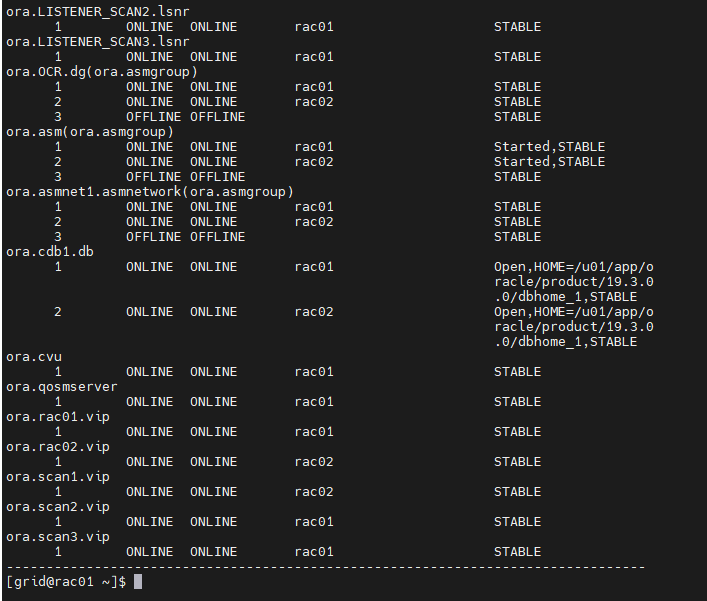 ora.LISTENER_SCAN2.lsnr
      1        ONLINE  ONLINE       rac01                    STABLE
ora.LISTENER_SCAN3.lsnr
      1        ONLINE  ONLINE       rac01                    STABLE
ora.OCR.dg(ora.asmgroup)
      1        ONLINE  ONLINE       rac01                    STABLE
      2        ONLINE  ONLINE       rac02                    STABLE
      3        OFFLINE OFFLINE                               STABLE
ora.asm(ora.asmgroup)
      1        ONLINE  ONLINE       rac01                    Started,STABLE
      2        ONLINE  ONLINE       rac02                    Started,STABLE
      3        OFFLINE OFFLINE                               STABLE
ora.asmnet1.asmnetwork(ora.asmgroup)
      1        ONLINE  ONLINE       rac01                    STABLE
      2        ONLINE  ONLINE       rac02                    STABLE
      3        OFFLINE OFFLINE                               STABLE
ora.cdb1.db
      1        ONLINE  ONLINE       rac01                    Open,HOME=/u01/app/o
                                                             racle/product/19.3.0
                                                             .0/dbhome_1,STABLE
      2        ONLINE  ONLINE       rac02                    Open,HOME=/u01/app/o
                                                             racle/product/19.3.0
                                                             .0/dbhome_1,STABLE
ora.cvu
      1        ONLINE  ONLINE       rac01                    STABLE
ora.qosmserver
      1        ONLINE  ONLINE       rac01                    STABLE
ora.rac01.vip
      1        ONLINE  ONLINE       rac01                    STABLE
ora.rac02.vip
      1        ONLINE  ONLINE       rac02                    STABLE
ora.scan1.vip
      1        ONLINE  ONLINE       rac02                    STABLE
ora.scan2.vip
      1        ONLINE  ONLINE       rac01                    STABLE
ora.scan3.vip
      1        ONLINE  ONLINE       rac01                    STABLE
--------------------------------------------------------------------------------
[grid@rac01 ~]$